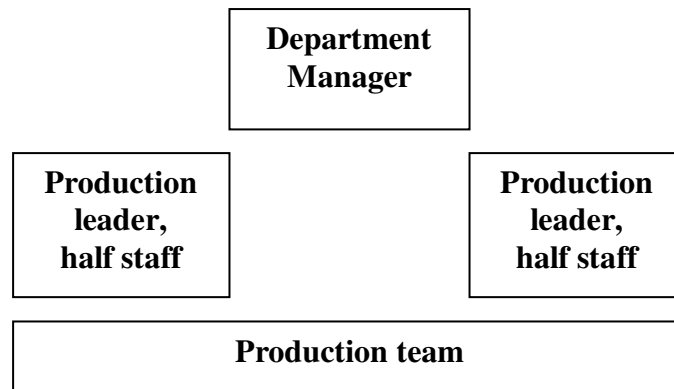 Department
Manager
Production
leader,
half staff
Production
leader,
half staff
Production team